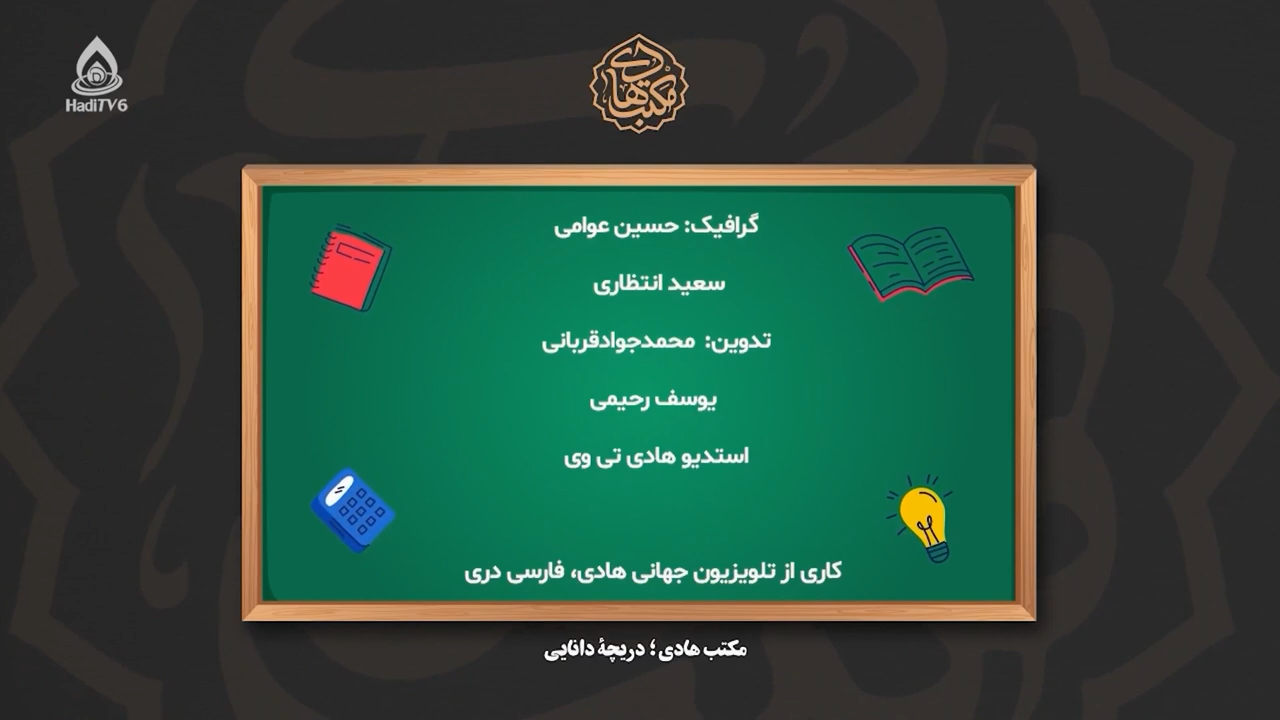 HadiTV6
مکتب هادی
گرافیک: حسین عوامی
سعید انتظاری
تدوین: محمدجوادقربانی
یوسف رحیمی
استدیو هادی تی وی
کاری از تلویزیون جهانی هادی، فارسی دری
مکتب هادی؛ دریچهٔ دانایی